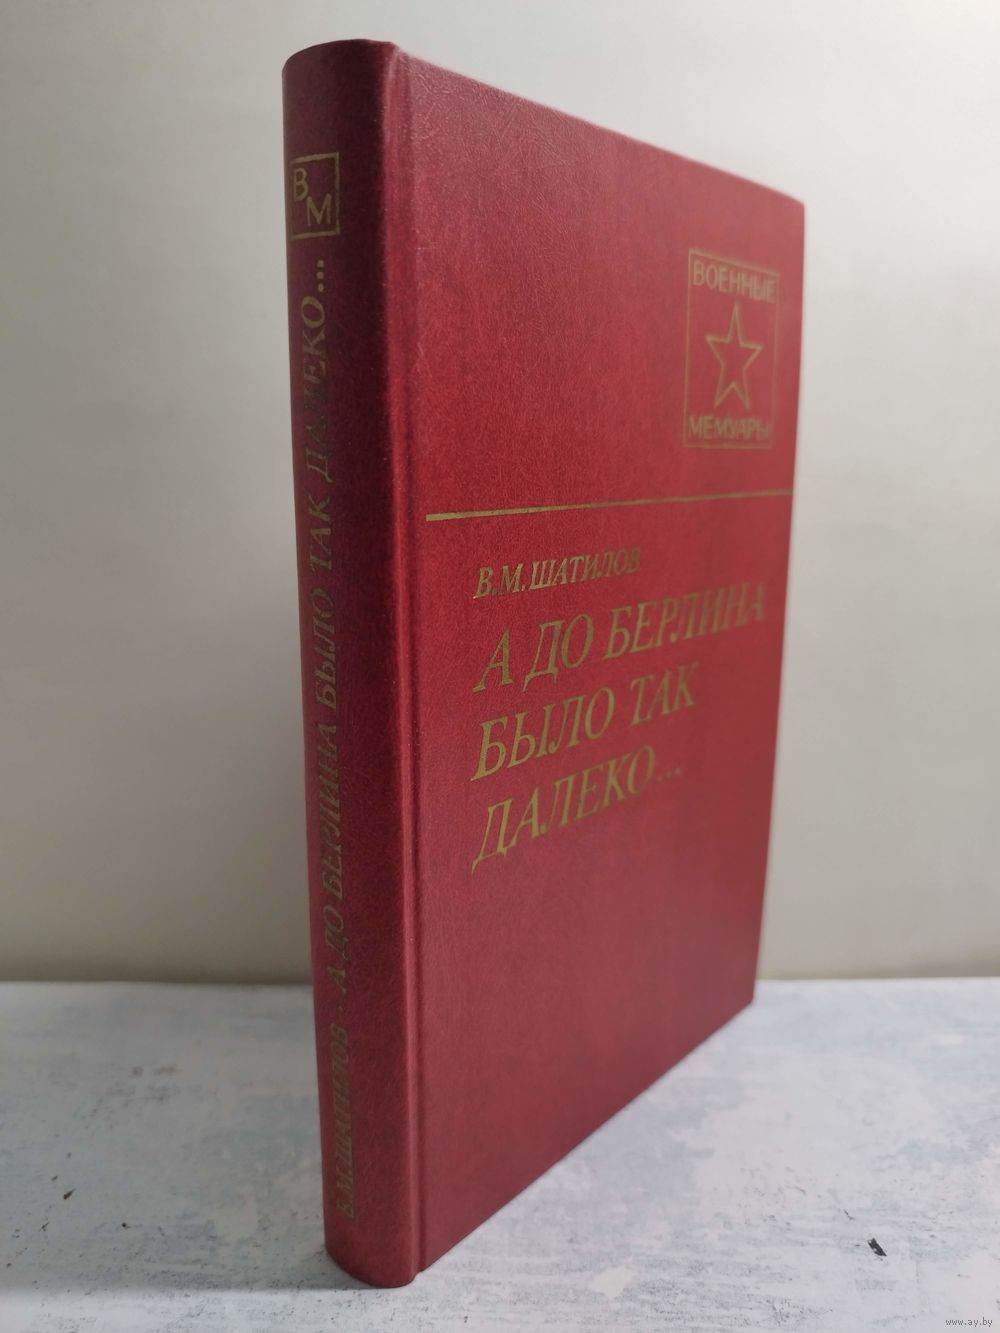 В
М
В.М.ШАТИЛОВ · А ДО БЕРЛИНА БЫЛО ТАК ДАЛЕКО...
ВОЕННЫЕ
МЕМУАРЫ
В.М.ШАТИЛОВ
А ДО БЕРЛИНА
БЫЛО ТАК
ДАЛЕКО...
www.ay.by